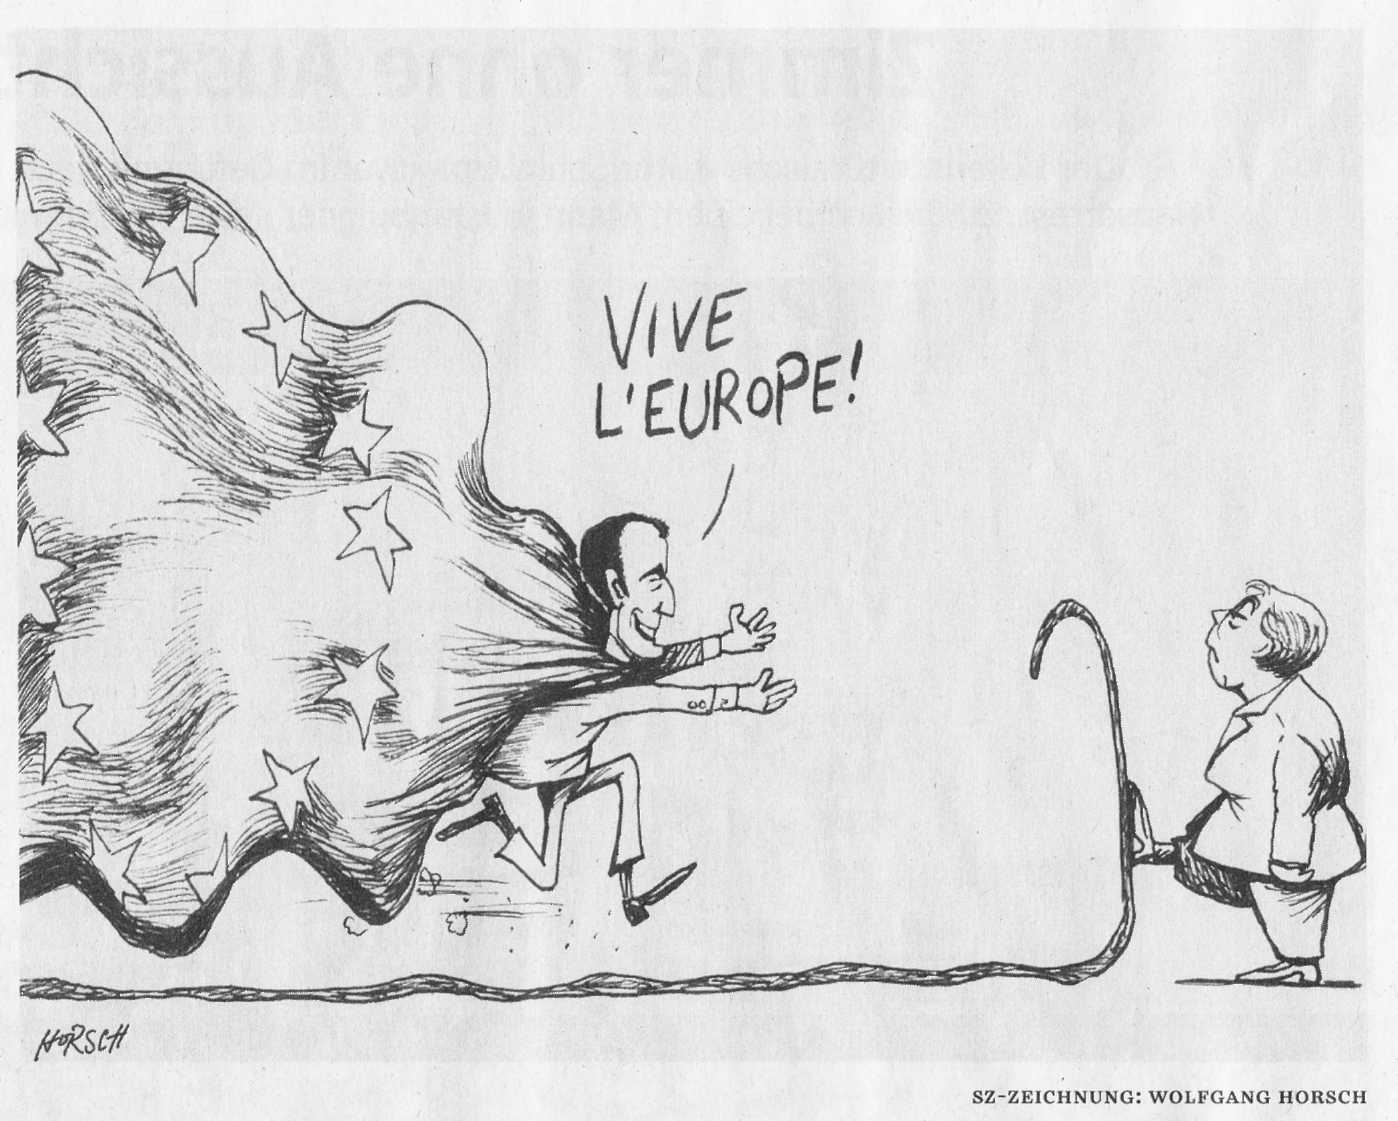 VIVE
L'EUROPE!
HORSCH
SZ-ZEICHNUNG: WOLFGANG HORSCH